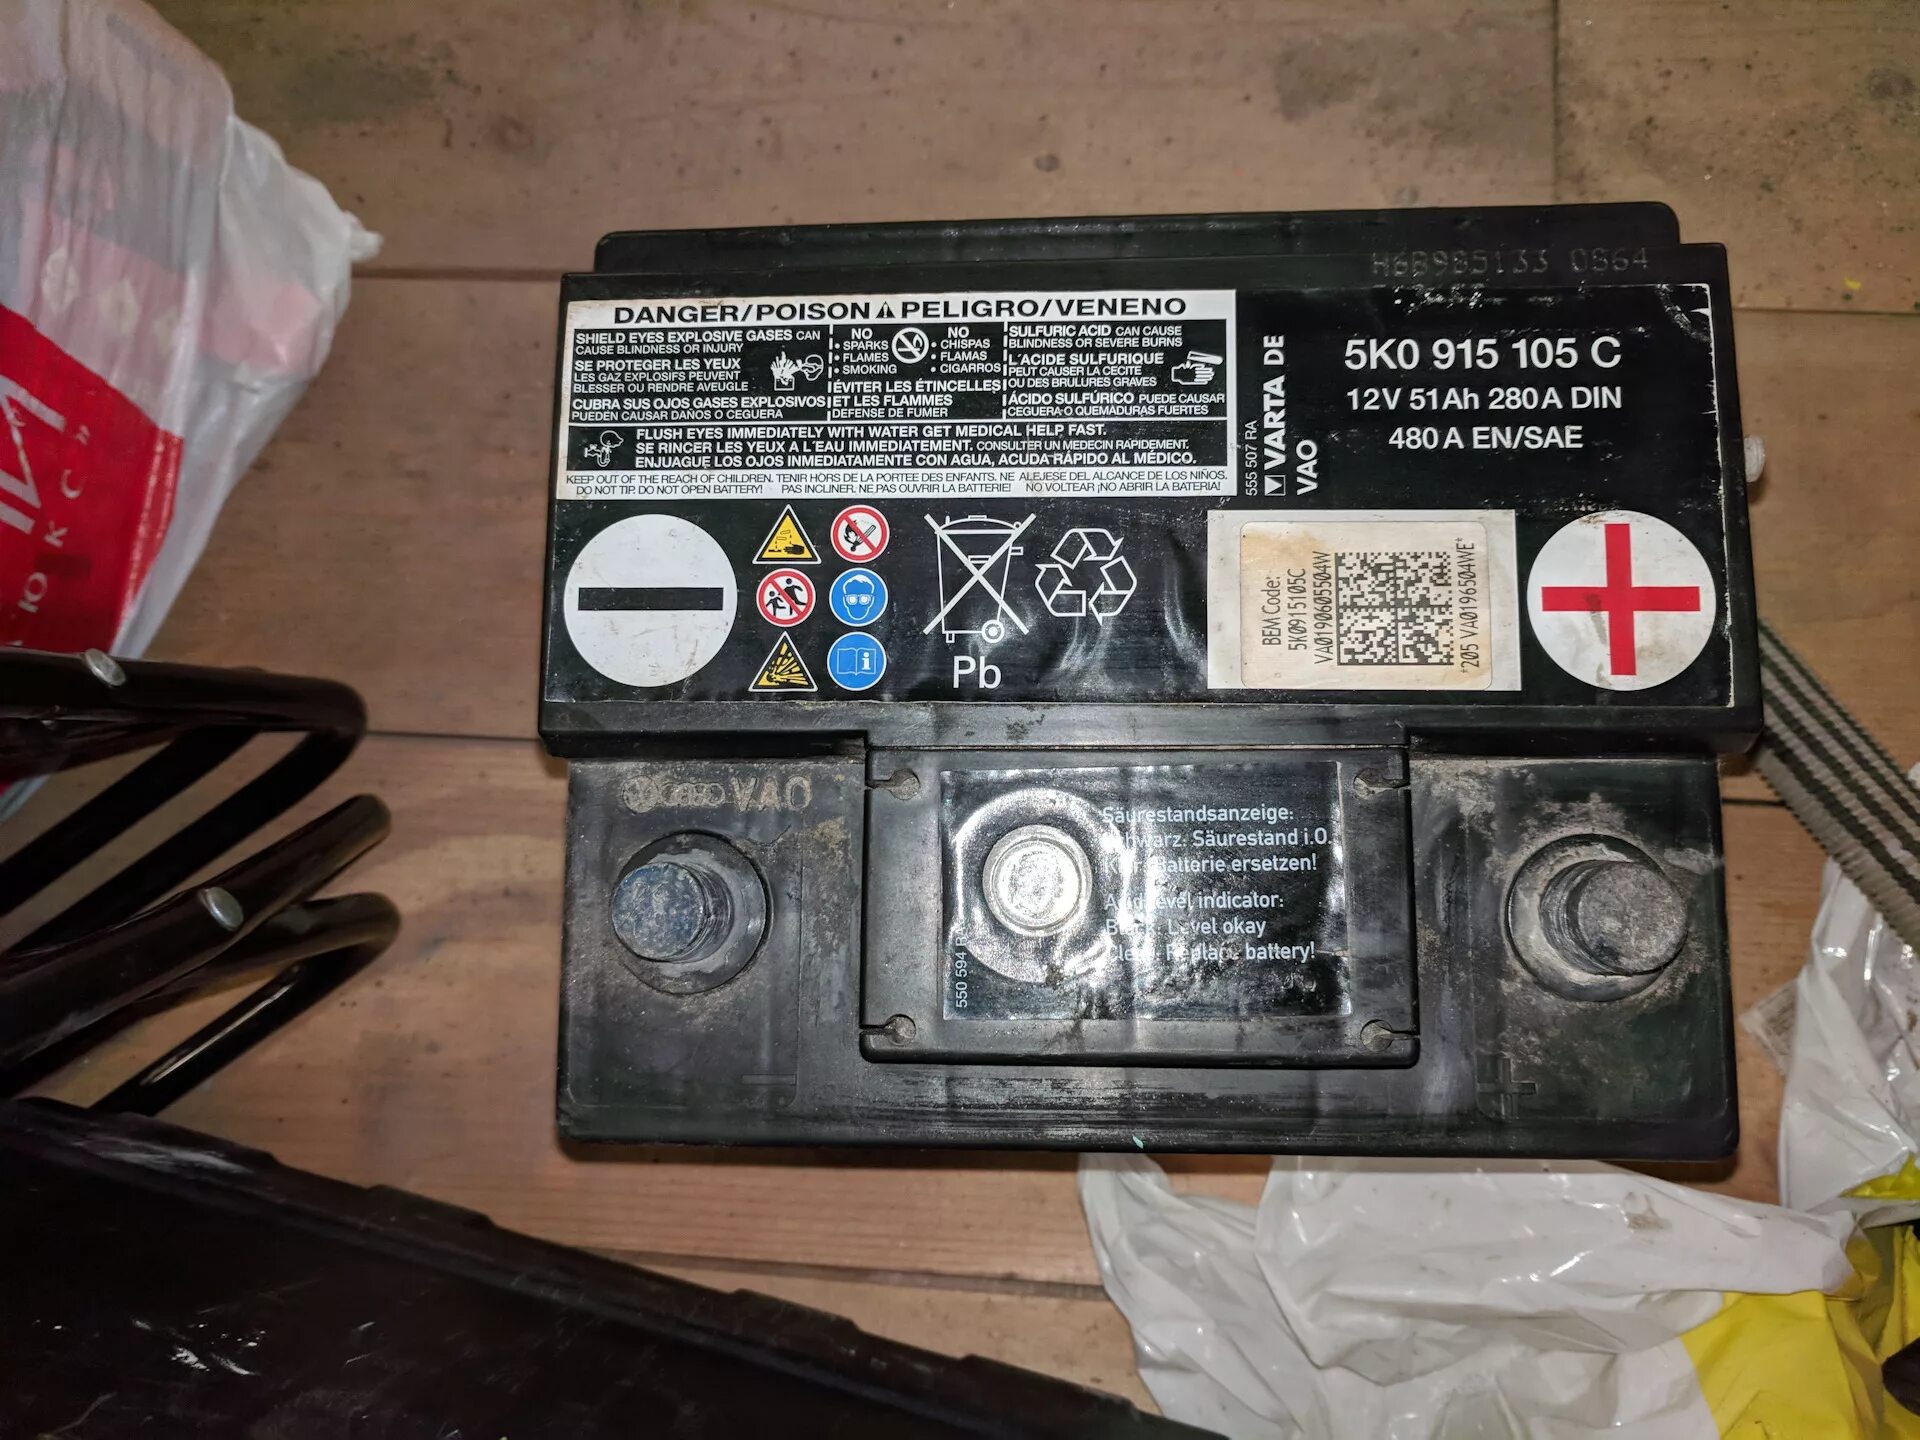 H6B985133 0864
DANGER/POISON PELIGRO/VENENO
SHIELD EYES EXPLOSIVE GASES CAN
CAUSE BLINDNESS OR INJURY
SE PROTEGER LES YEUX
LES GAZ EXPLOSIFS PEUVENT
BLESSER OU RENDRE AVEUGLE
CUBRA SUS OJOS GASES EXPLOSIVOS
PUEDEN CAUSAR DAÑOS O CEGUERA
NO
• SPARKS
• FLAMES
• SMOKING
NO
• CHISPAS
• FLAMAS
• CIGARROS
ÉVITER LES ÉTINCELLES
ET LES FLAMMES
DEFENSE DE FUMER
SULFURIC ACID CAN CAUSE
BLINDNESS OR SEVERE BURNS
L'ACIDE SULFURIQUE
PEUT CAUSER LA CECITE
OU DES BRULURES GRAVES
ÁCIDO SULFÚRICO PUEDE CAUSAR
CEGUERA O QUEMADURAS FUERTES
FLUSH EYES IMMEDIATELY WITH WATER GET MEDICAL HELP FAST.
SE RINCER LES YEUX A L'EAU IMMEDIATEMENT. CONSULTER UN MEDECIN RAPIDEMENT.
ENJUAGUE LOS OJOS INMEDIATAMENTE CON AGUA, ACUDA RÁPIDO AL MÉDICO.
KEEP OUT OF THE REACH OF CHILDREN. TENIR HORS DE LA PORTEE DES ENFANTS. NE ALEJESE DEL ALCANCE DE LOS NIÑOS.
DO NOT TIP. DO NOT OPEN BATTERY! PAS INCLINER. NE PAS OUVRIR LA BATTERIE! NO VOLTEAR ¡NO ABRIR LA BATERIA!
555 507 RA
VARTA DE
VAO
5K0 915 105 C
12V 51Ah 280A DIN
480A EN/SAE
Pb
BEM Code:
5K0915105C
VA0190605504W
*205 VA0196504WE*
VAO
Säurestandsanzeige:
Säurestand i.O.
Batterie ersetzen!
indicator:
Level okay
battery!
550 594 RA